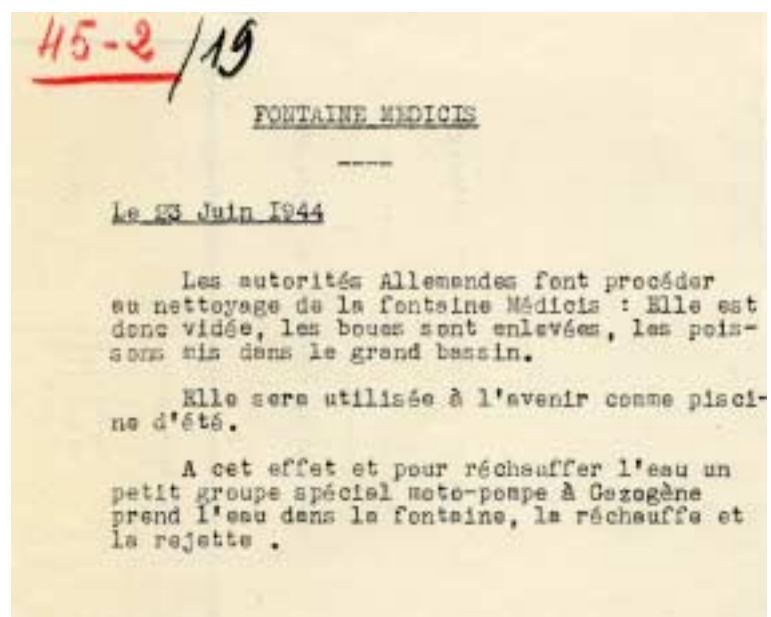 45-2/19
FONTAINE MEDICIS
----
Le 23 Juin I944
Les autorités Allemandes font procéder
au nettoyage de la fontaine Médicis : Elle est
donc vidée, les boues sont enlevées, les pois-
sons mis dans le grand bassin.
Elle sera utilisée à l'avenir comme pisci-
ne d'été.
A cet effet et pour réchauffer l'eau un
petit groupe spécial moto-pompe à Gazogène
prend l'eau dans la fontaine, la réchauffe et
la rejette .